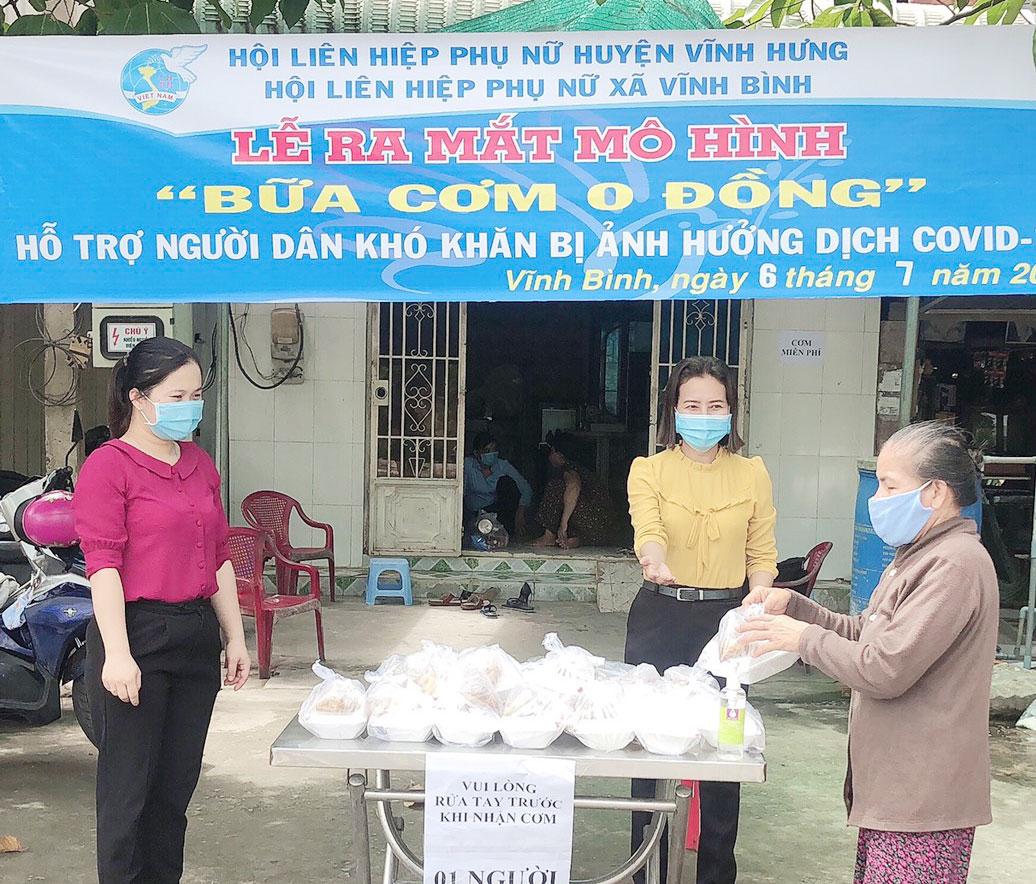 VIỆT NAM
HỘI LIÊN HIỆP PHỤ NỮ HUYỆN VĨNH HƯNG
HỘI LIÊN HIỆP PHỤ NỮ XÃ VĨNH BÌNH
LỄ RA MẮT MÔ HÌNH
“BỮA CƠM 0 ĐỒNG”
HỖ TRỢ NGƯỜI DÂN KHÓ KHĂN BỊ ẢNH HƯỞNG DỊCH COVID-
Vĩnh Bình, ngày 6 tháng 7 năm 20
CHÚ Ý
CƠM
MIỄN PHÍ
VUI LÒNG
RỬA TAY TRƯỚC
KHI NHẬN CƠM
01 NGƯỜI